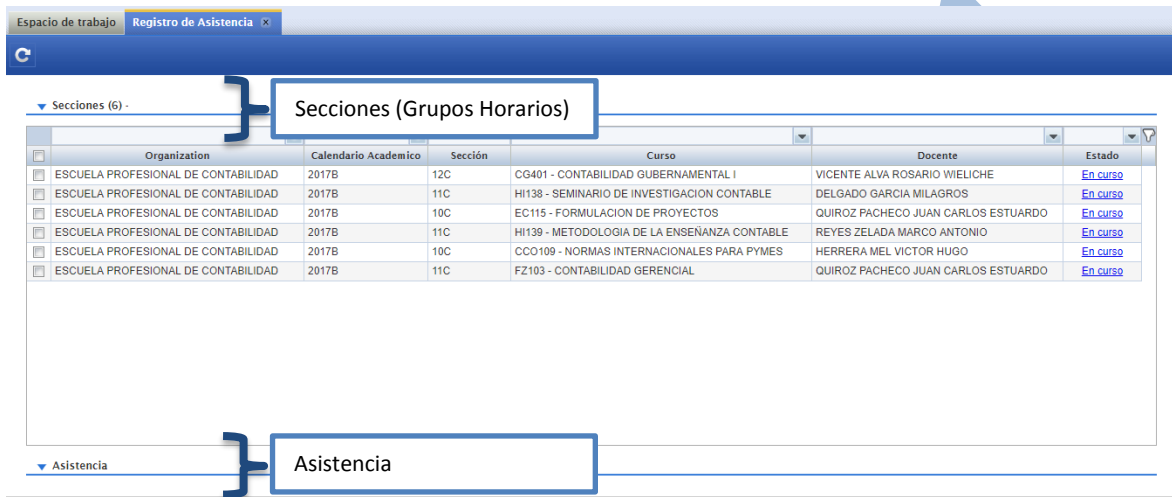 Espacio de trabajo Registro de Asistencia
Secciones (6) -
Secciones (Grupos Horarios)
Organization Calendario Academico Sección Curso Docente Estado
ESCUELA PROFESIONAL DE CONTABILIDAD 2017B 12C CG401 - CONTABILIDAD GUBERNAMENTAL I VICENTE ALVA ROSARIO WIELICHE En curso
ESCUELA PROFESIONAL DE CONTABILIDAD 2017B 11C HI138 - SEMINARIO DE INVESTIGACION CONTABLE DELGADO GARCIA MILAGROS En curso
ESCUELA PROFESIONAL DE CONTABILIDAD 2017B 10C EC115 - FORMULACION DE PROYECTOS QUIROZ PACHECO JUAN CARLOS ESTUARDO En curso
ESCUELA PROFESIONAL DE CONTABILIDAD 2017B 11C HI139 - METODOLOGIA DE LA ENSEÑANZA CONTABLE REYES ZELADA MARCO ANTONIO En curso
ESCUELA PROFESIONAL DE CONTABILIDAD 2017B 10C CCO109 - NORMAS INTERNACIONALES PARA PYMES HERRERA MEL VICTOR HUGO En curso
ESCUELA PROFESIONAL DE CONTABILIDAD 2017B 11C FZ103 - CONTABILIDAD GERENCIAL QUIROZ PACHECO JUAN CARLOS ESTUARDO En curso
Asistencia
Asistencia